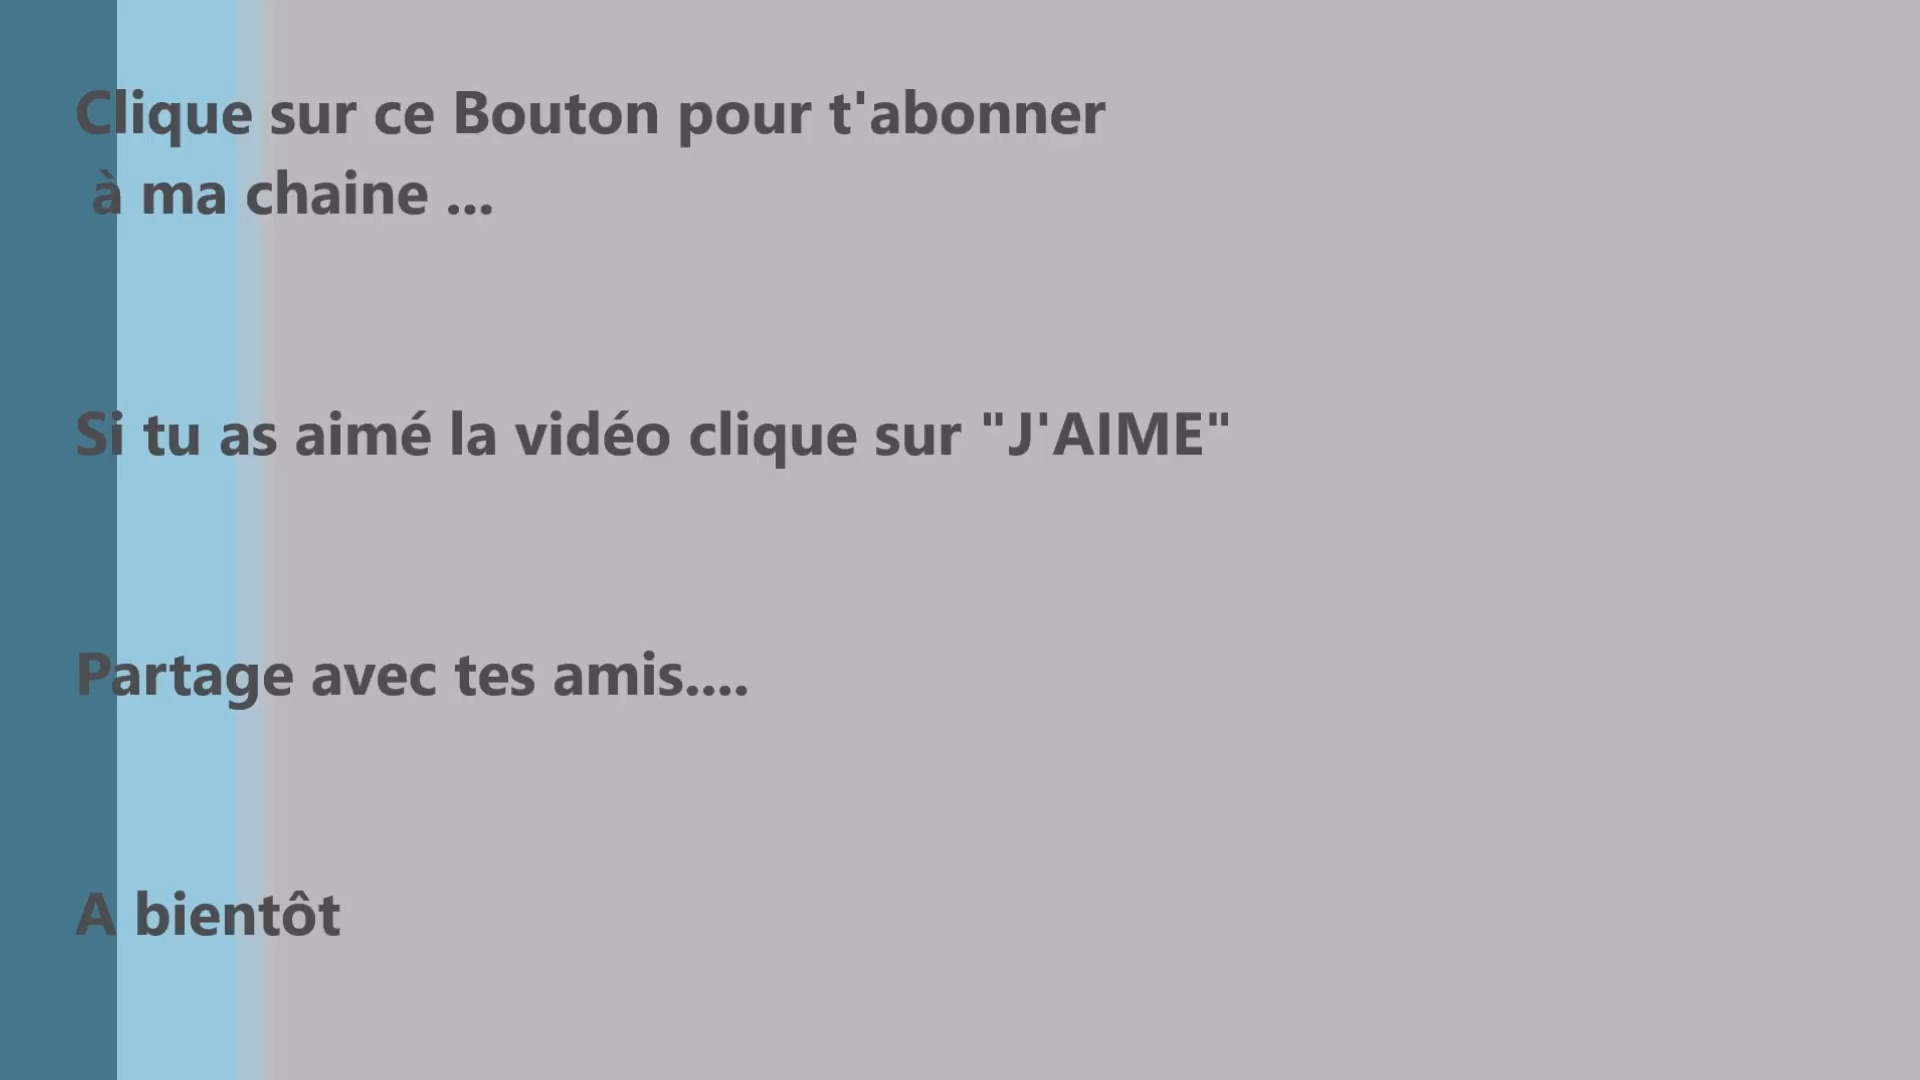 Clique sur ce Bouton pour t'abonner
à ma chaine ...
Si tu as aimé la vidéo clique sur "J'AIME"
Partage avec tes amis....
A bientôt